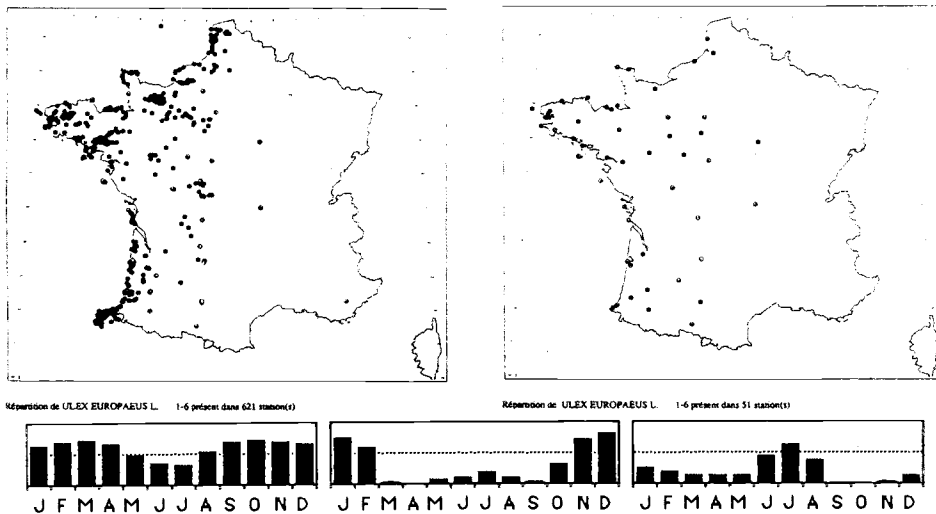 Répartition de ULEX EUROPAEUS L. 1-6 présent dans 621 station(s)
Répartition de ULEX EUROPAEUS L. 1-6 présent dans 51 station(s)
J F M A M J J A S O N D
J F M A M J J A S O N D
J F M A M J J A S O N D